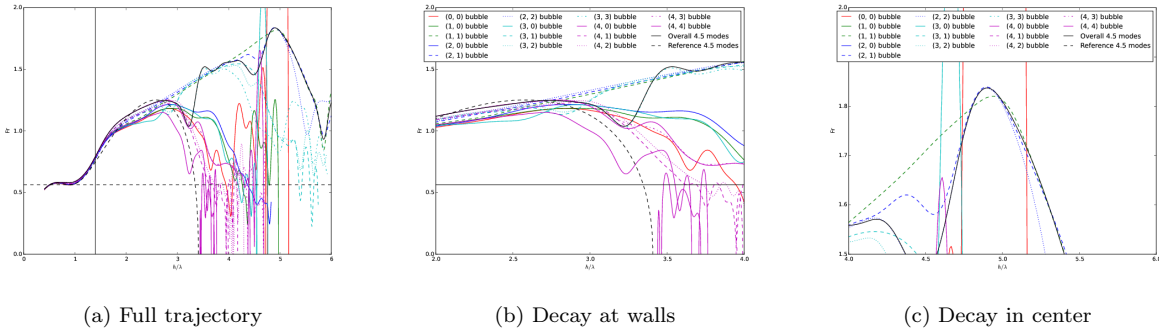 2.0
1.5
1.0
0.5
0.0
Fr
0
1
2
3
4
5
6
h/λ
(a) Full trajectory
(0, 0) bubble
(1, 0) bubble
(1, 1) bubble
(2, 0) bubble
(2, 1) bubble
(2, 2) bubble
(3, 0) bubble
(3, 1) bubble
(3, 2) bubble
(3, 3) bubble
(4, 0) bubble
(4, 1) bubble
(4, 2) bubble
(4, 3) bubble
(4, 4) bubble
Overall 4.5 modes
Reference 4.5 modes
2.0
1.5
1.0
0.5
0.0
Fr
2.0
2.5
3.0
3.5
4.0
h/λ
(b) Decay at walls
(0, 0) bubble
(1, 0) bubble
(1, 1) bubble
(2, 0) bubble
(2, 1) bubble
(2, 2) bubble
(3, 0) bubble
(3, 1) bubble
(3, 2) bubble
(3, 3) bubble
(4, 0) bubble
(4, 1) bubble
(4, 2) bubble
(4, 3) bubble
(4, 4) bubble
Overall 4.5 modes
Reference 4.5 modes
2.0
1.9
1.8
1.7
1.6
1.5
Fr
4.0
4.5
5.0
5.5
6.0
h/λ
(c) Decay in center